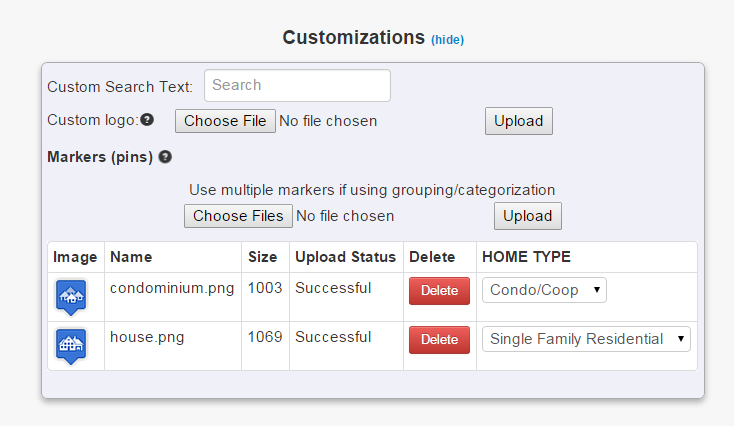 Customizations (hide)
Custom Search Text: Search
Custom logo: ? Choose File No file chosen Upload
Markers (pins) ?
Use multiple markers if using grouping/categorization
Choose Files No file chosen Upload
Image Name Size Upload Status Delete HOME TYPE
condominium.png 1003 Successful Delete Condo/Coop
house.png 1069 Successful Delete Single Family Residential